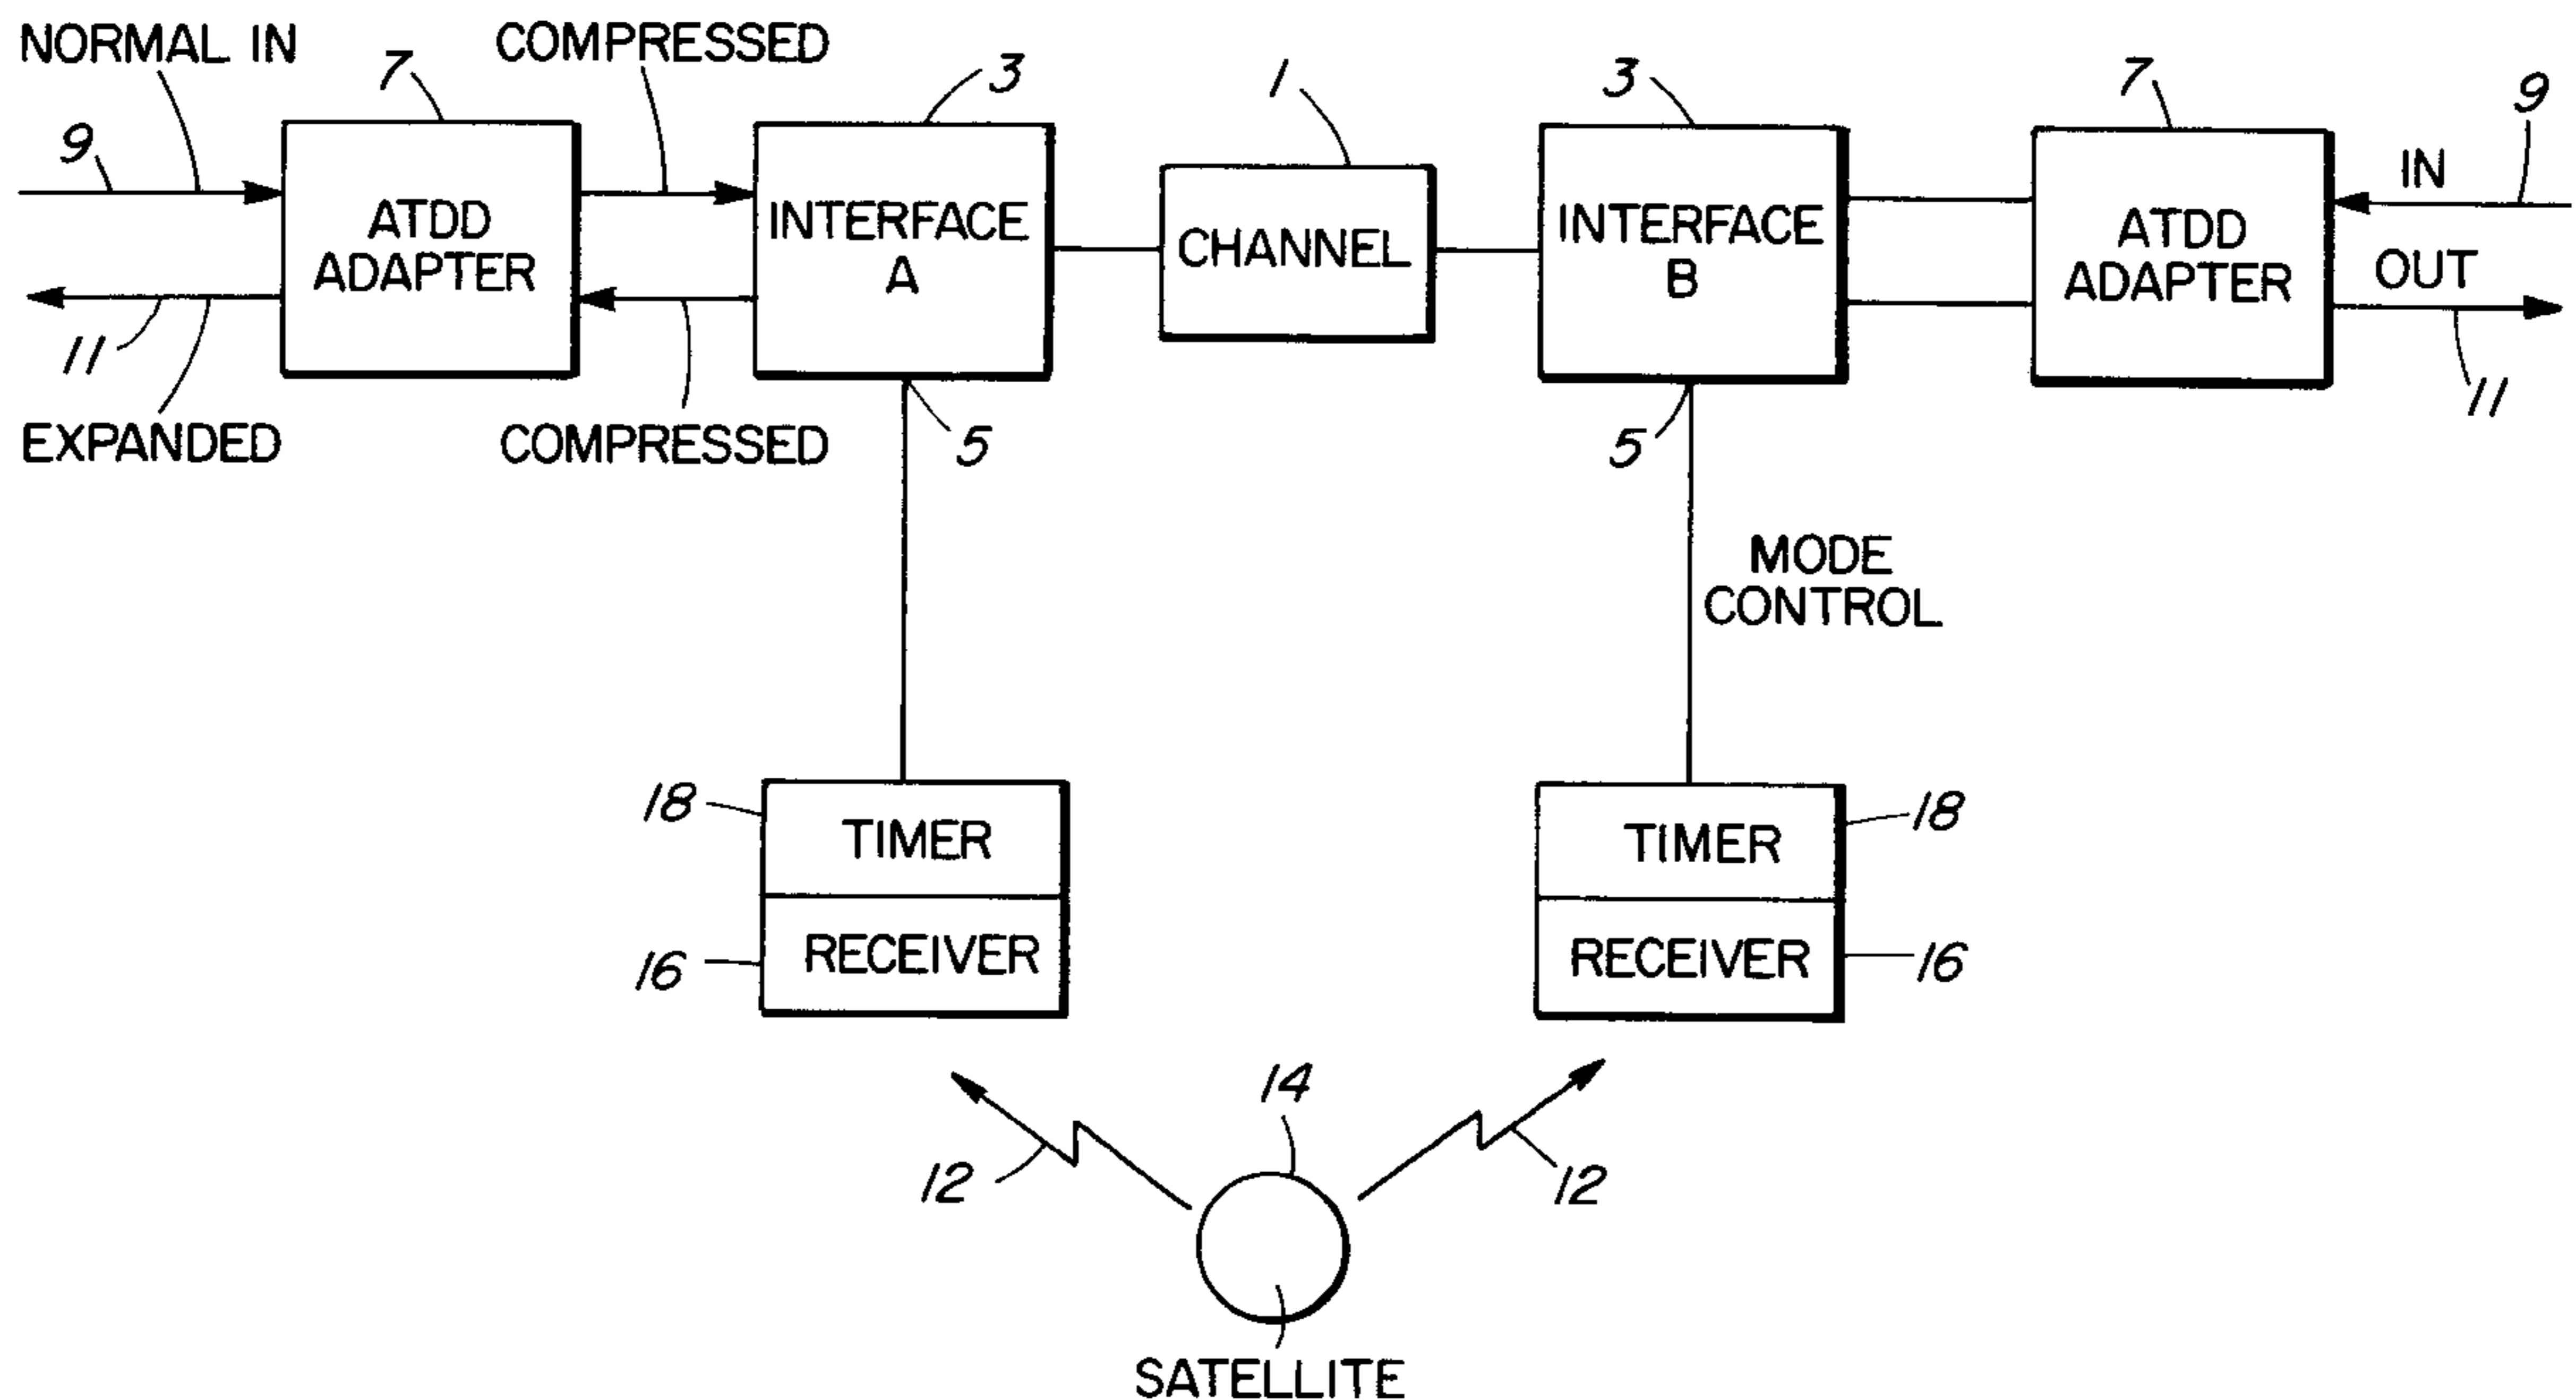 NORMAL IN
COMPRESSED
7
3
1
3
7
9
9
IN
ATDD
ADAPTER
INTERFACE
A
CHANNEL
INTERFACE
B
ATDD
ADAPTER
OUT
11
11
EXPANDED
COMPRESSED
5
5
MODE
CONTROL
18
TIMER
TIMER
18
16
RECEIVER
RECEIVER
16
14
12
12
SATELLITE